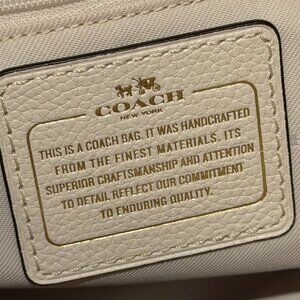 COACH
NEW YORK
THIS IS A COACH BAG. IT WAS HANDCRAFTED
FROM THE FINEST MATERIALS. ITS
SUPERIOR CRAFTSMANSHIP AND ATTENTION
TO DETAIL REFLECT OUR COMMITMENT
TO ENDURING QUALITY.